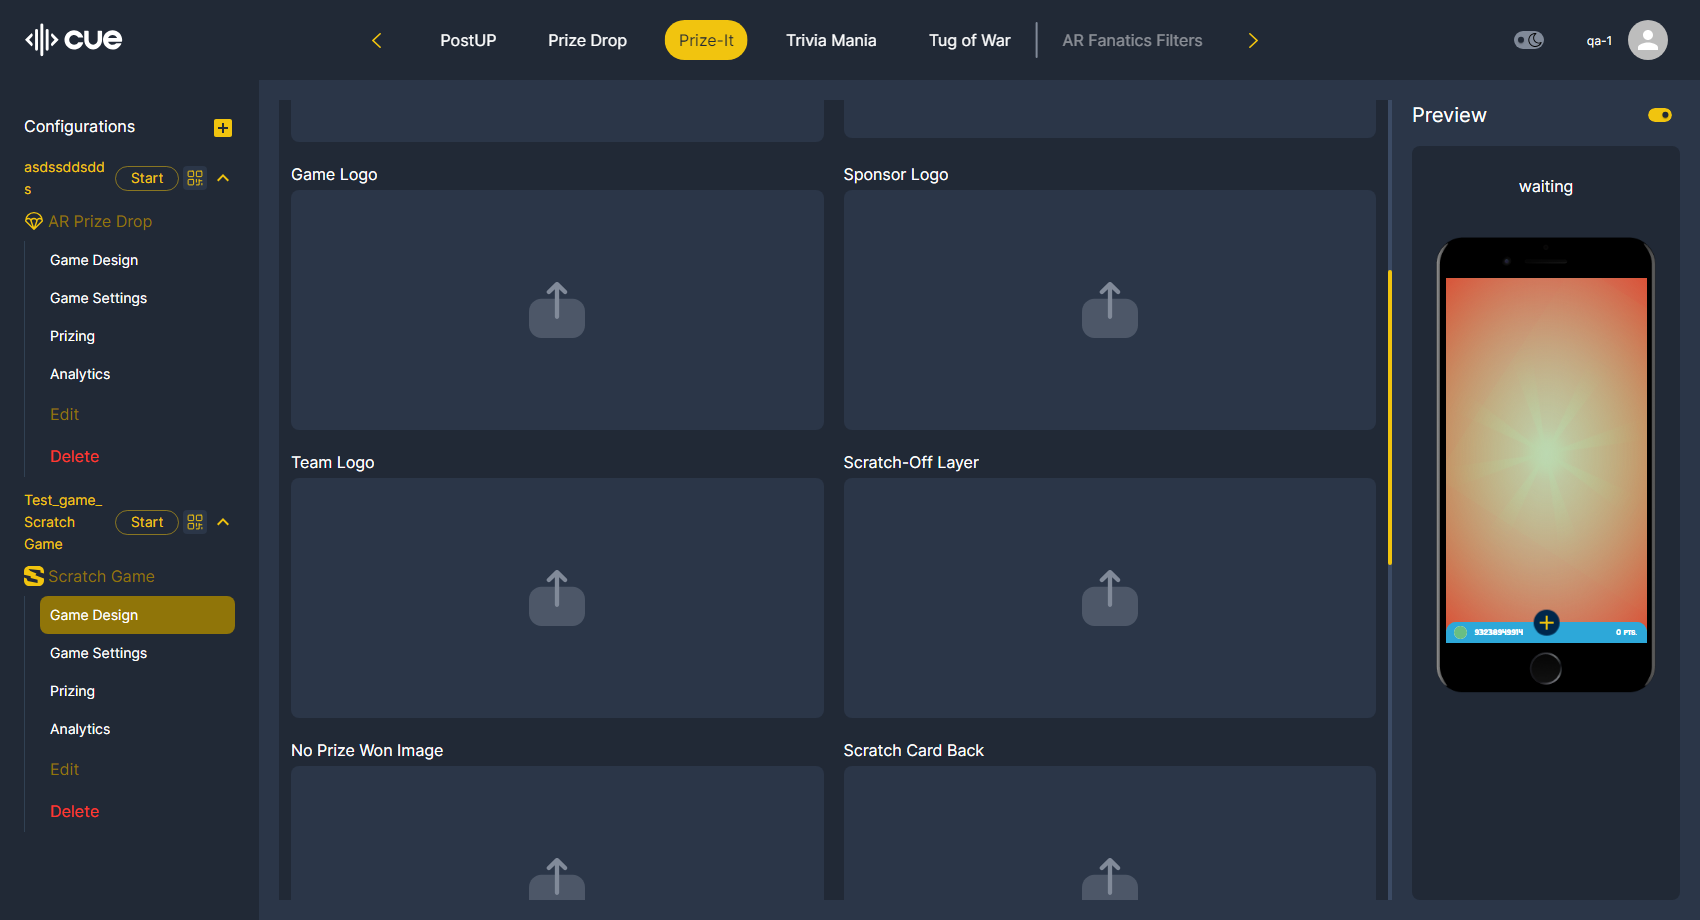 cue
PostUP
Prize Drop
Prize-It
Trivia Mania
Tug of War
AR Fanatics Filters
qa-1
Configurations
asdssddsdd
s
Start
AR Prize Drop
Game Design
Game Settings
Prizing
Analytics
Edit
Delete
Test_game_
Scratch
Game
Start
Scratch Game
Game Design
Game Settings
Prizing
Analytics
Edit
Delete
Game Logo
Sponsor Logo
Team Logo
Scratch-Off Layer
No Prize Won Image
Scratch Card Back
Preview
waiting
0 PTS.